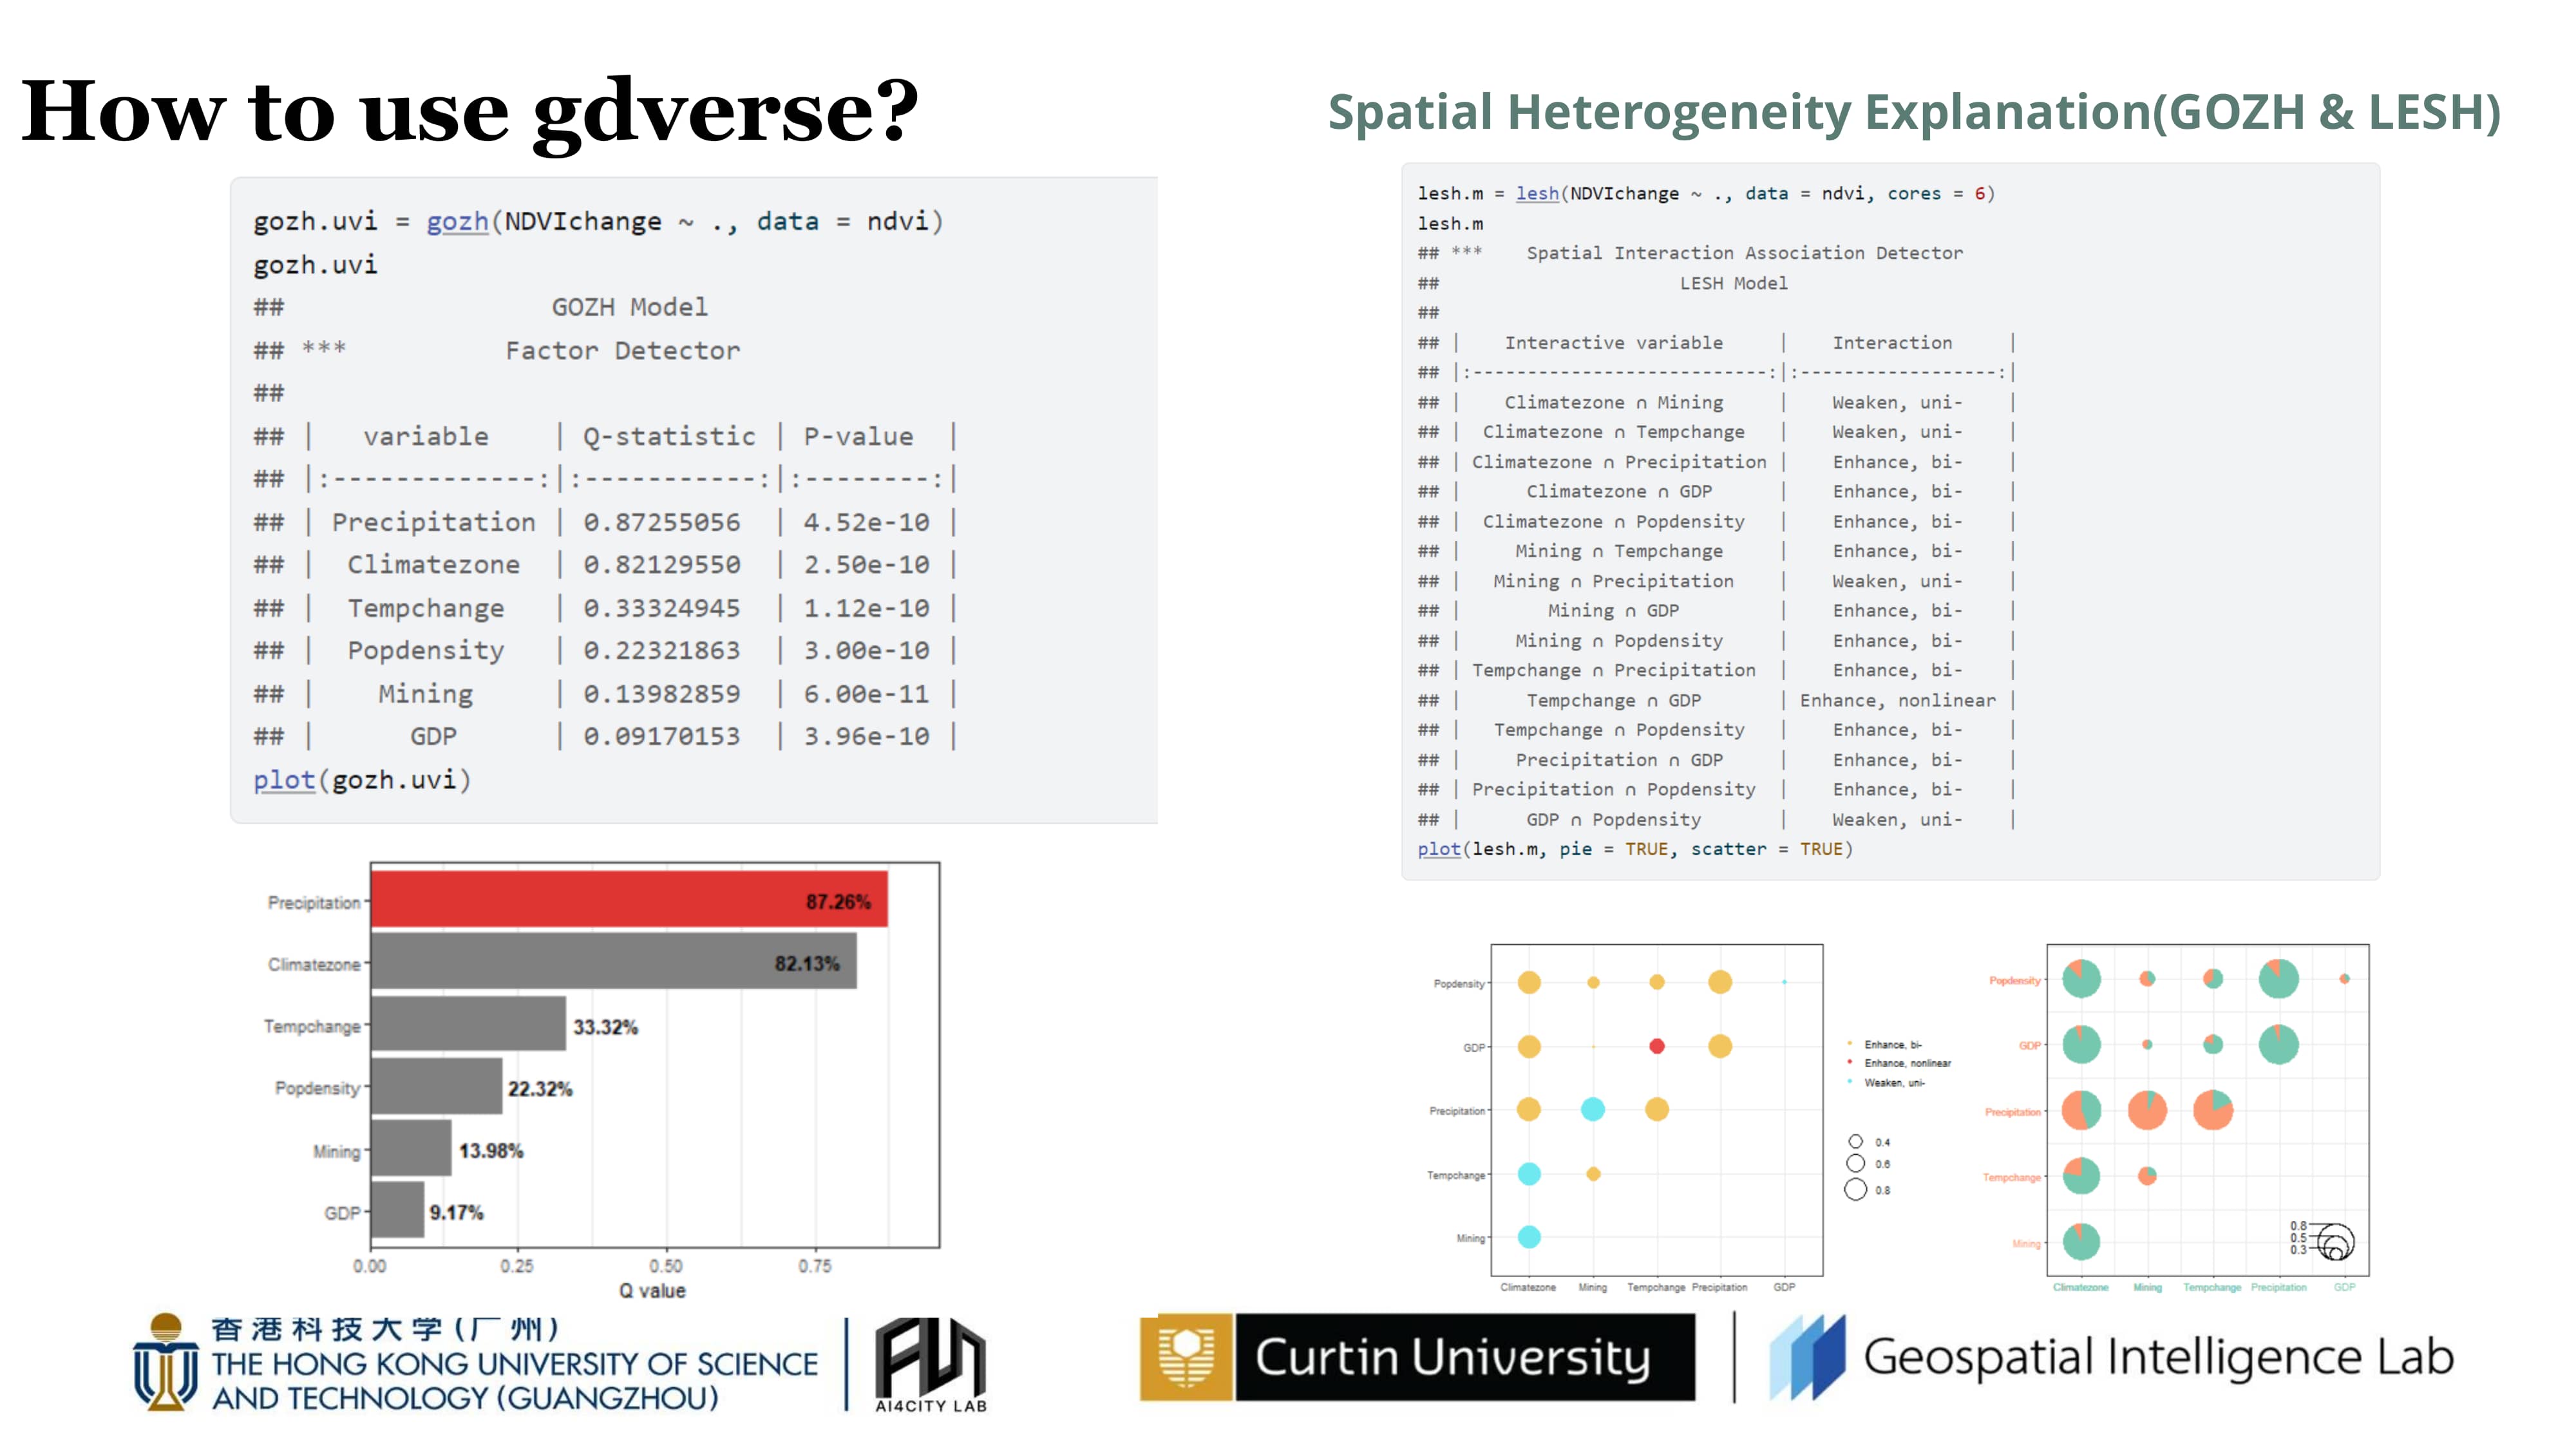 How to use gdverse?
Spatial Heterogeneity Explanation(GOZH & LESH)
gozh.uvi = gozh(NDVIchange ~ ., data = ndvi)
gozh.uvi
## GOZH Model
## *** Factor Detector
##
## | variable | Q-statistic | P-value |
## |:-------------:|:-----------:|:--------:|
## | Precipitation | 0.87255056 | 4.52e-10 |
## | Climatezone | 0.82129550 | 2.50e-10 |
## | Tempchange | 0.33324945 | 1.12e-10 |
## | Popdensity | 0.22321863 | 3.00e-10 |
## | Mining | 0.13982859 | 6.00e-11 |
## | GDP | 0.09170153 | 3.96e-10 |
plot(gozh.uvi)
Precipitation 87.26%
Climatezone 82.13%
Tempchange 33.32%
Popdensity 22.32%
Mining 13.98%
GDP 9.17%
0.00 0.25 0.50 0.75
Q value
lesh.m = lesh(NDVIchange ~ ., data = ndvi, cores = 6)
lesh.m
## *** Spatial Interaction Association Detector
## LESH Model
##
## | Interactive variable | Interaction |
## |:---------------------------:|:------------------:|
## | Climatezone ∩ Mining | Weaken, uni- |
## | Climatezone ∩ Tempchange | Weaken, uni- |
## | Climatezone ∩ Precipitation | Enhance, bi- |
## | Climatezone ∩ GDP | Enhance, bi- |
## | Climatezone ∩ Popdensity | Enhance, bi- |
## | Mining ∩ Tempchange | Enhance, bi- |
## | Mining ∩ Precipitation | Weaken, uni- |
## | Mining ∩ GDP | Enhance, bi- |
## | Mining ∩ Popdensity | Enhance, bi- |
## | Tempchange ∩ Precipitation | Enhance, bi- |
## | Tempchange ∩ GDP | Enhance, nonlinear |
## | Tempchange ∩ Popdensity | Enhance, bi- |
## | Precipitation ∩ GDP | Enhance, bi- |
## | Precipitation ∩ Popdensity | Enhance, bi- |
## | GDP ∩ Popdensity | Weaken, uni- |
plot(lesh.m, pie = TRUE, scatter = TRUE)
Popdensity
GDP
Precipitation
Tempchange
Mining
Climatezone Mining Tempchange Precipitation GDP
Enhance, bi-
Enhance, nonlinear
Weaken, uni-
0.4
0.6
0.8
Popdensity
GDP
Precipitation
Tempchange
Mining
0.8
0.5
0.3
Climatezone Mining Tempchange Precipitation GDP
香港科技大学(广州)
THE HONG KONG UNIVERSITY OF SCIENCE
AND TECHNOLOGY (GUANGZHOU)
AI4CITY LAB
Curtin University
Geospatial Intelligence Lab